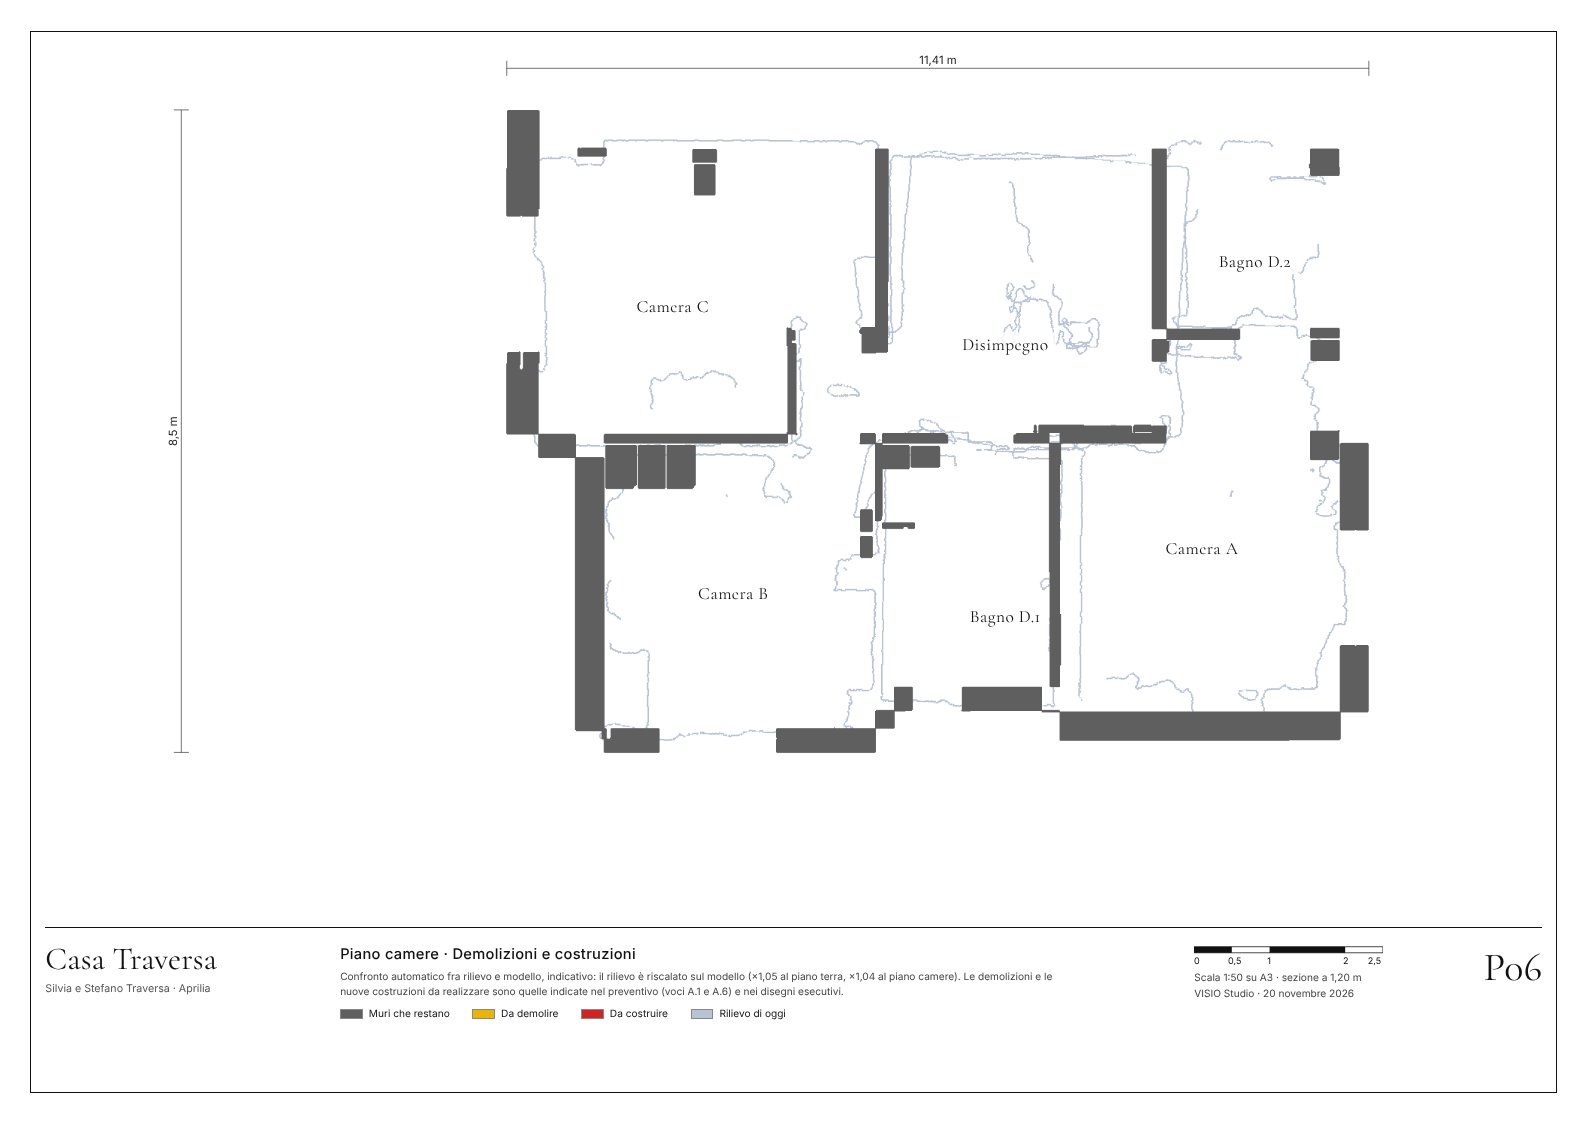 11,41 m
8,5 m
Bagno D.2
Camera C
Disimpegno
Camera A
Camera B
Bagno D.1
Casa Traversa
Silvia e Stefano Traversa · Aprilia
Piano camere · Demolizioni e costruzioni
Confronto automatico fra rilievo e modello, indicativo: il rilievo è riscalato sul modello (×1,05 al piano terra, ×1,04 al piano camere). Le demolizioni e le
nuove costruzioni da realizzare sono quelle indicate nel preventivo (voci A.1 e A.6) e nei disegni esecutivi.
Muri che restano Da demolire Da costruire Rilievo di oggi
0 0,5 1 2 2,5
Scala 1:50 su A3 · sezione a 1,20 m
VISIO Studio · 20 novembre 2026
P06